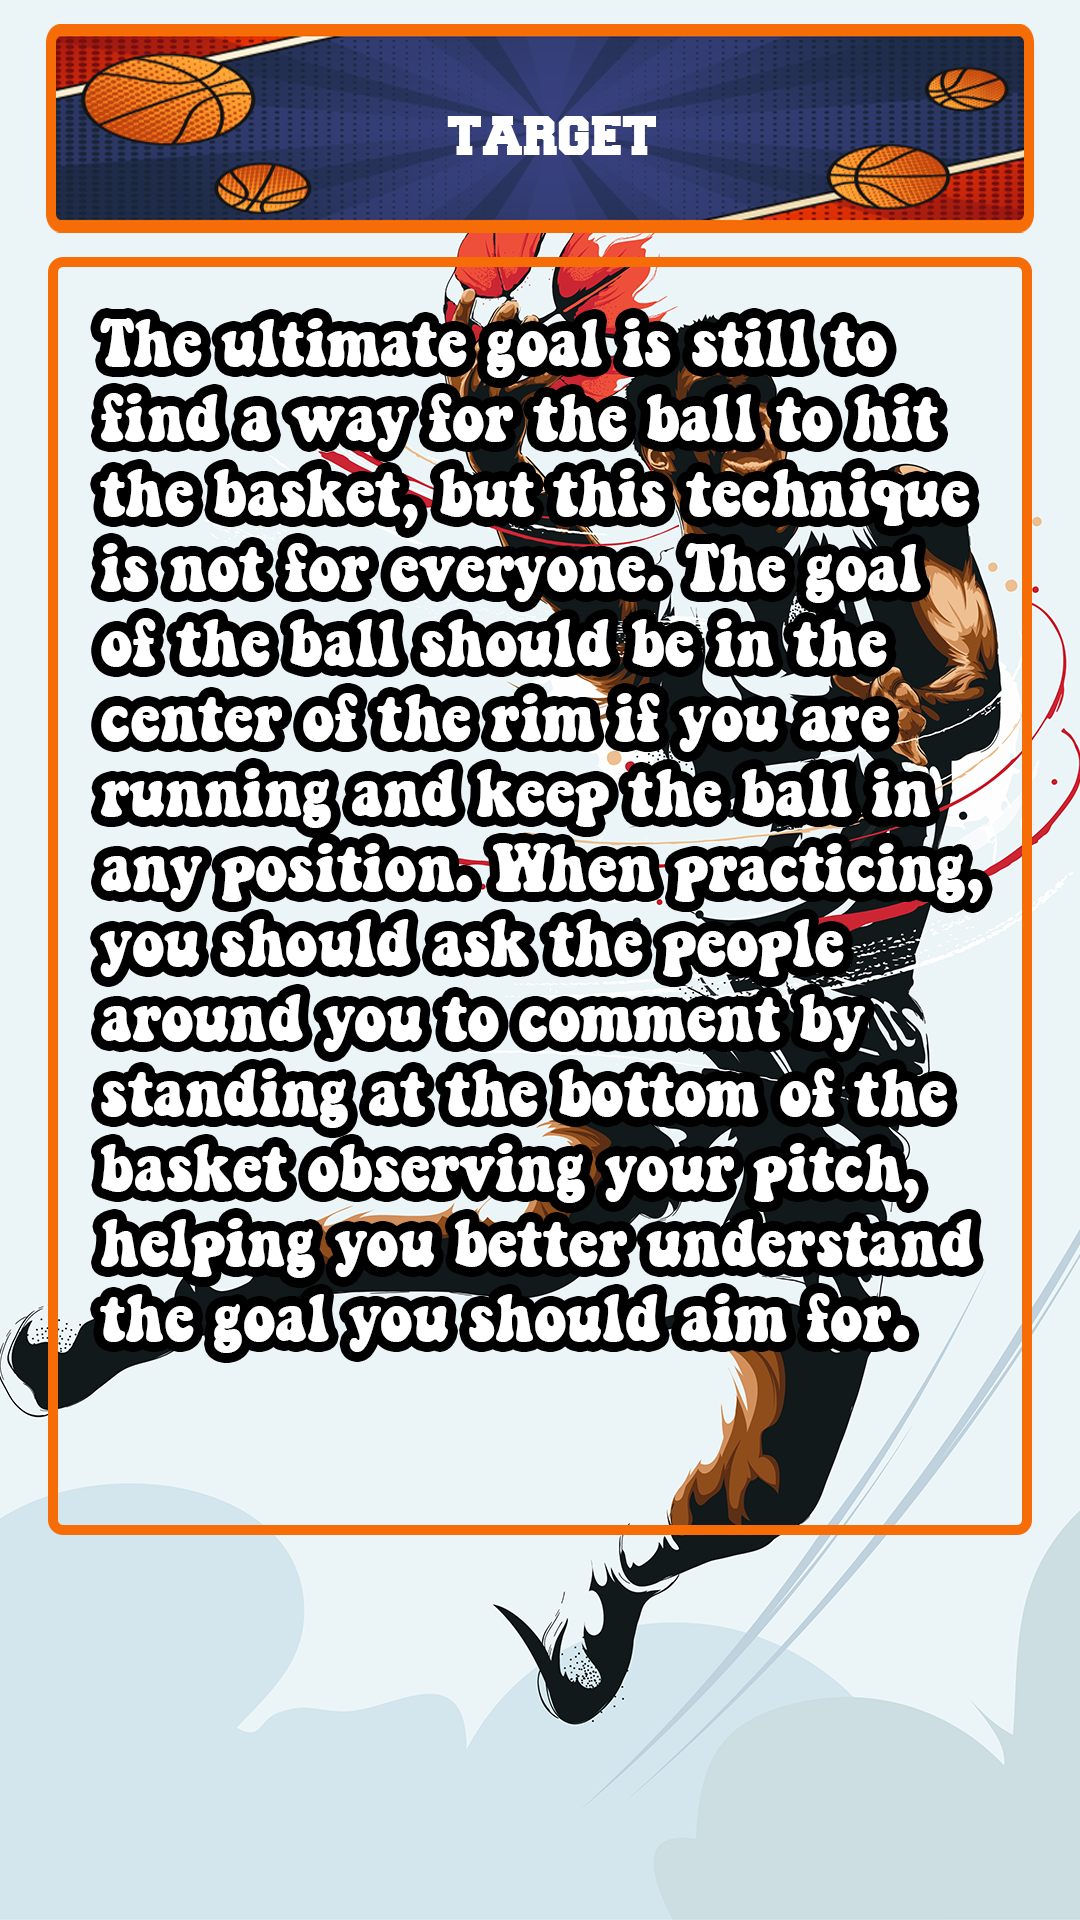 TARGET
The ultimate goal is still to
find a way for the ball to hit
the basket, but this technique
is not for everyone. The goal
of the ball should be in the
center of the rim if you are
running and keep the ball in
any position. When practicing,
you should ask the people
around you to comment by
standing at the bottom of the
basket observing your pitch,
helping you better understand
the goal you should aim for.